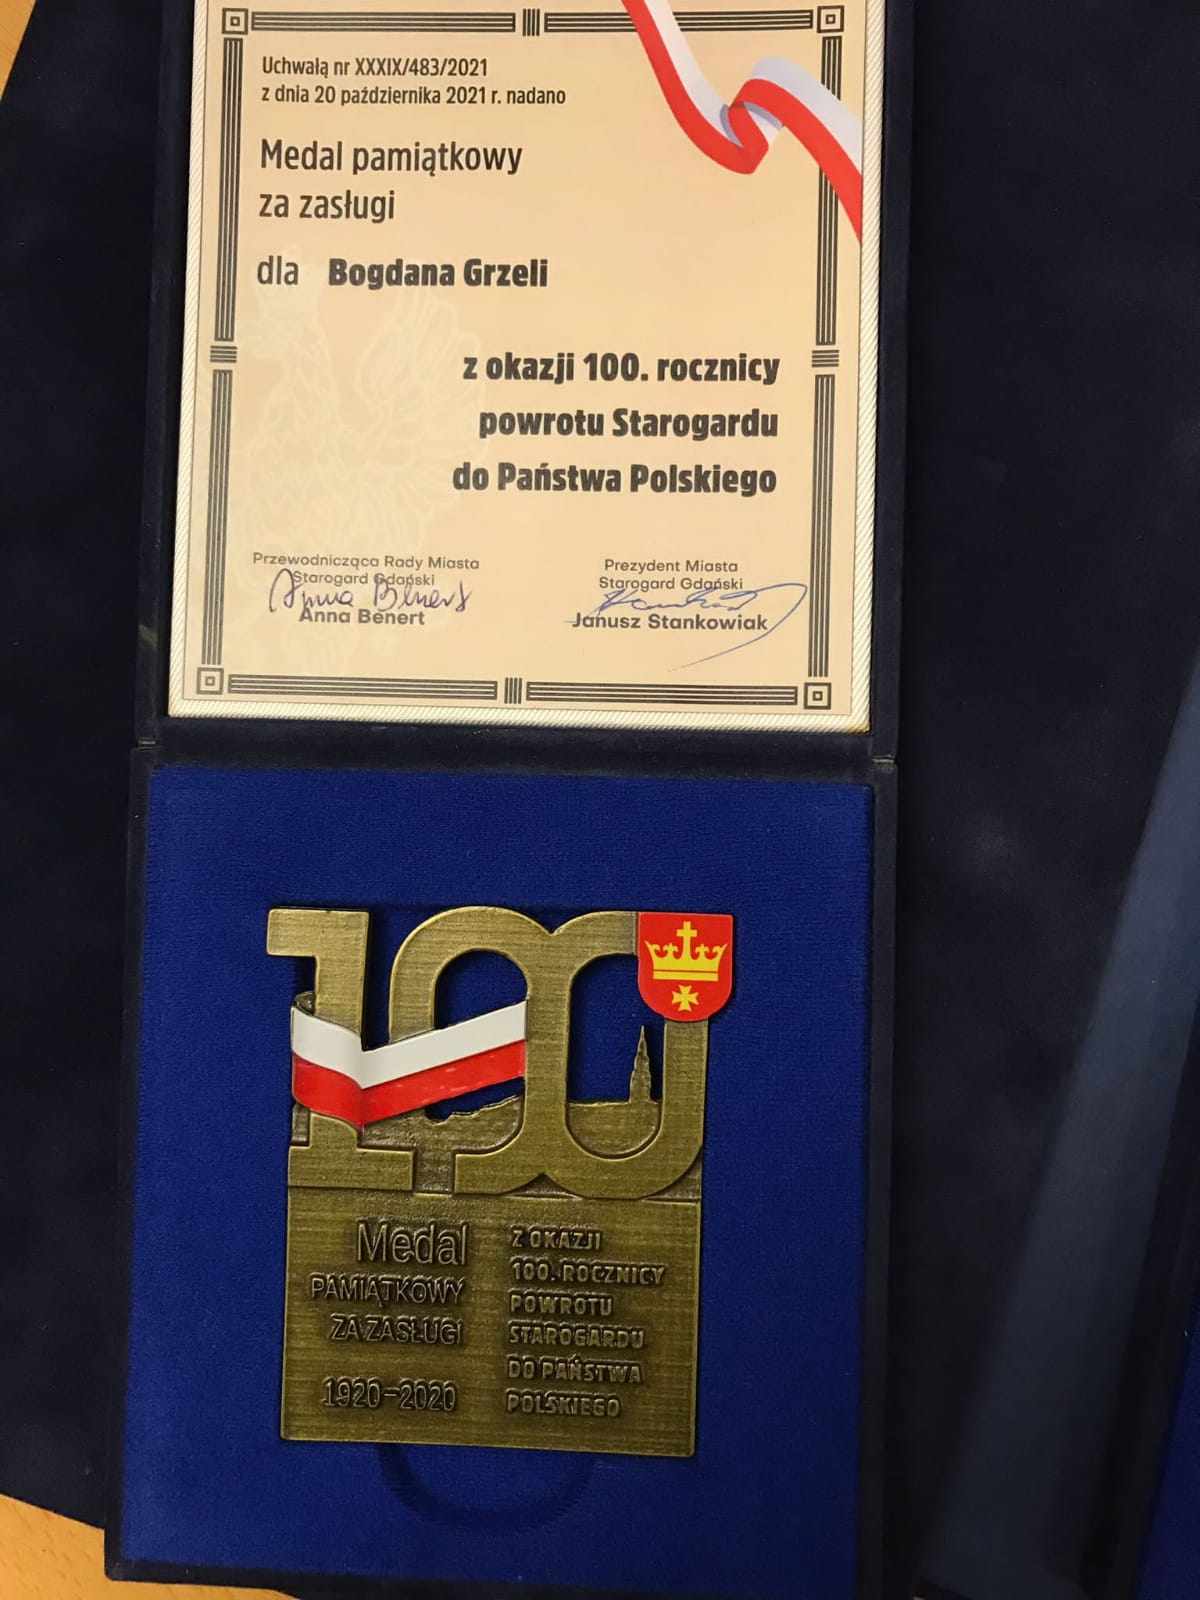 Uchwałą nr XXXIX/483/2021
z dnia 20 października 2021 r. nadano
Medal pamiątkowy
za zasługi
dla Bogdana Grzeli
z okazji 100. rocznicy
powrotu Starogardu
do Państwa Polskiego
Przewodnicząca Rady Miasta
Starogard Gdański
Anna Benert
Anna Benert
Prezydent Miasta
Starogard Gdański
Janusz Stankowiak
100
Medal
PAMIĄTKOWY
ZA ZASŁUGI
1920-2020
Z OKAZJI
100. ROCZNICY
POWROTU
STAROGARDU
DO PAŃSTWA
POLSKIEGO